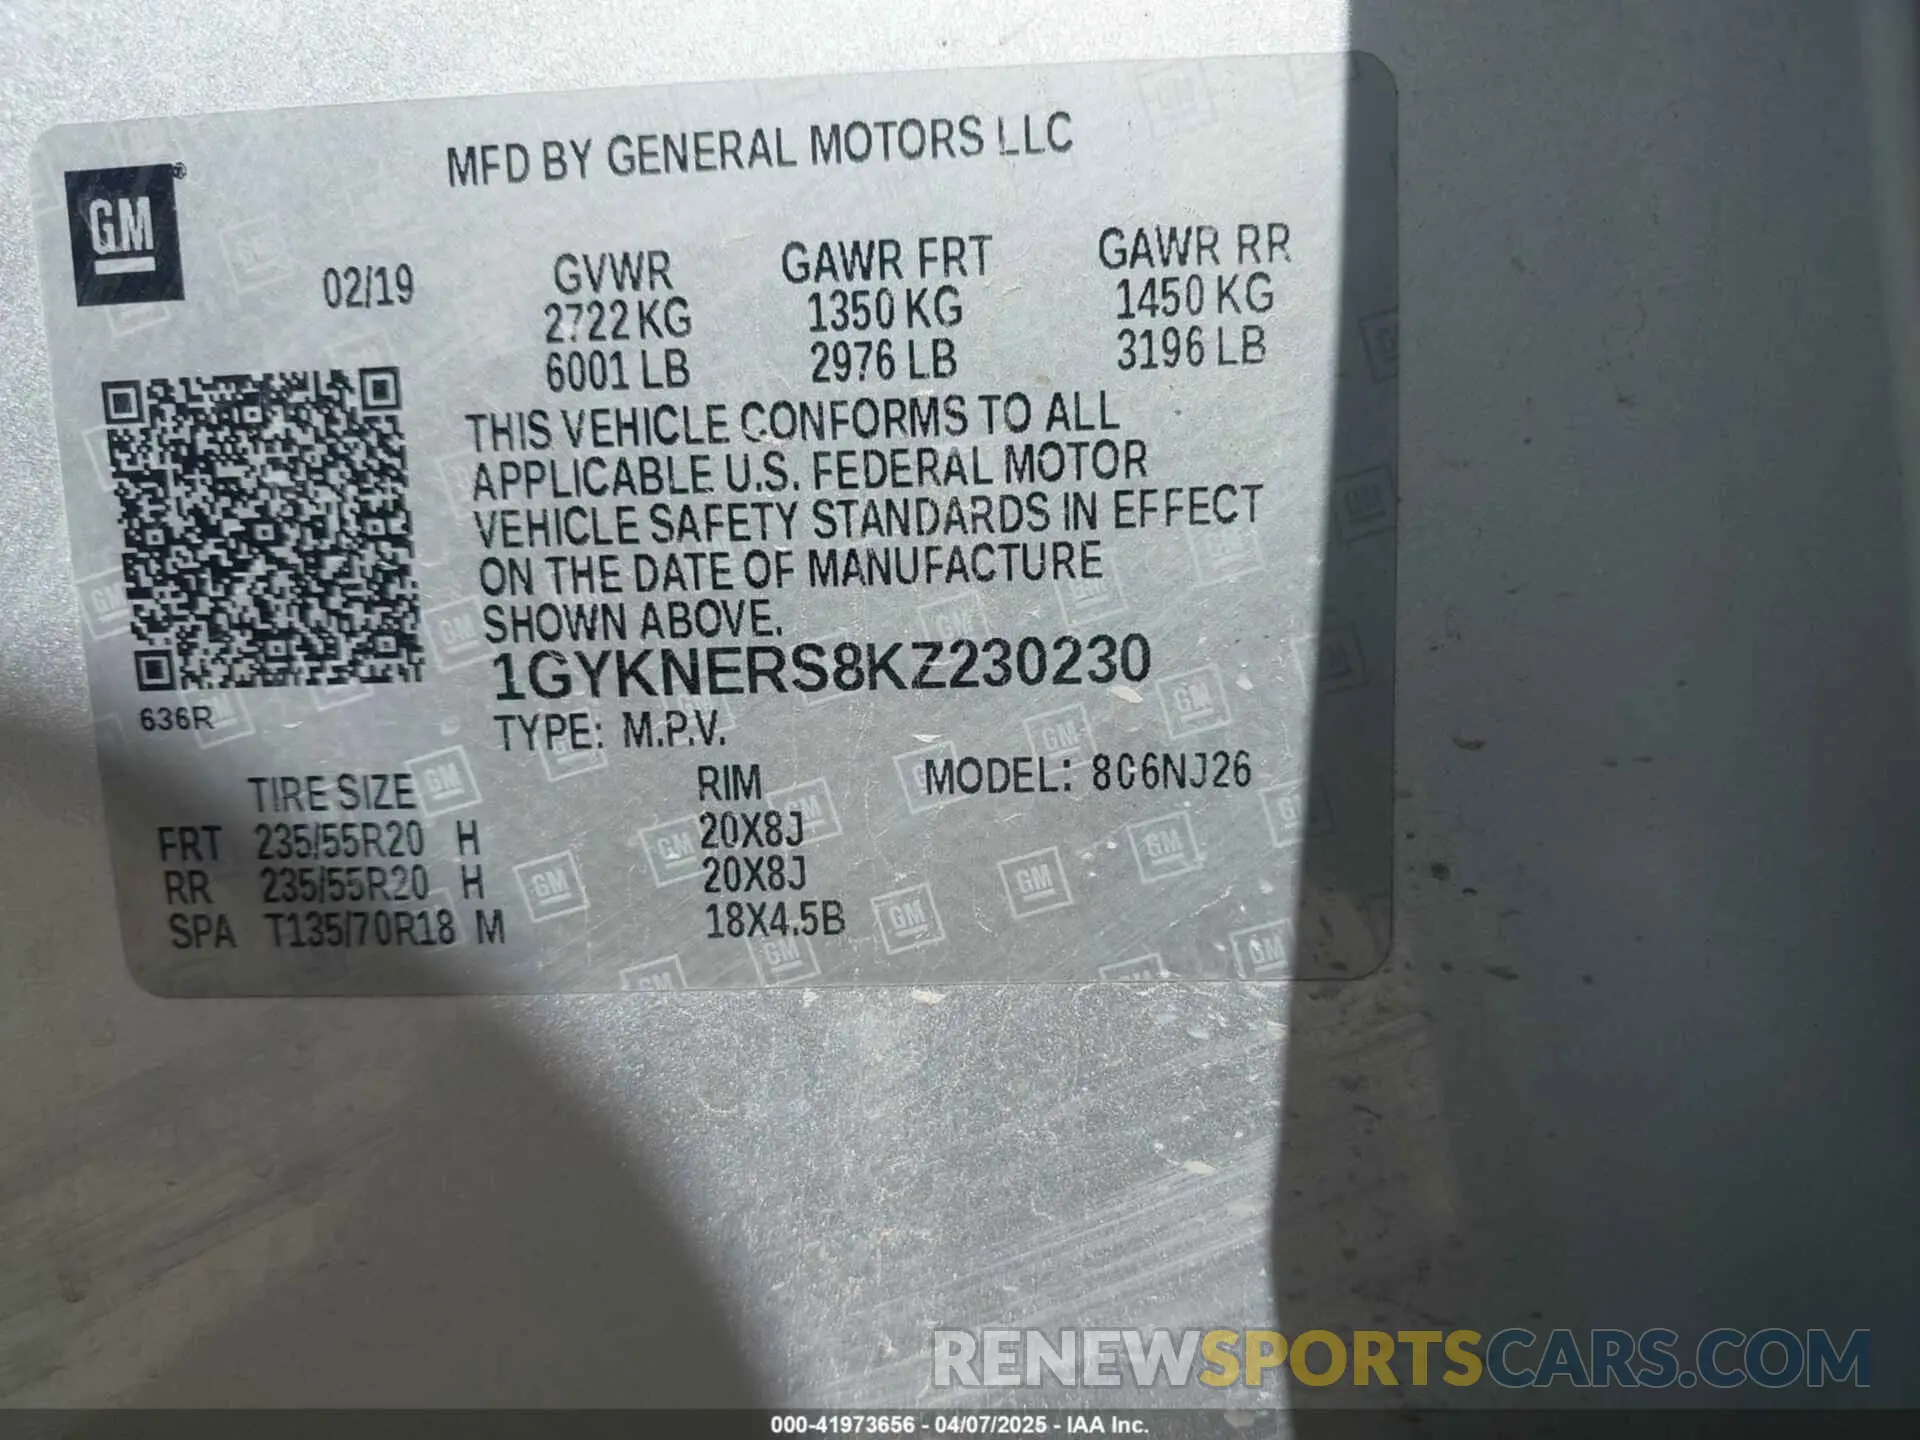 MFD BY GENERAL MOTORS LLC
GM
02/19 GVWR GAWR FRT GAWR RR
2722 KG 1350 KG 1450 KG
6001 LB 2976 LB 3196 LB
THIS VEHICLE CONFORMS TO ALL
APPLICABLE U.S. FEDERAL MOTOR
VEHICLE SAFETY STANDARDS IN EFFECT
ON THE DATE OF MANUFACTURE
SHOWN ABOVE.
1GYKNERS8KZ230230
636R
TYPE: M.P.V.
TIRE SIZE RIM MODEL: 8C6NJ26
FRT 235/55R20 H 20X8J
RR 235/55R20 H 20X8J
SPA T135/70R18 M 18X4.5B
RENEWSPORTSCARS.COM
000-41973656 - 04/07/2025 - IAA Inc.